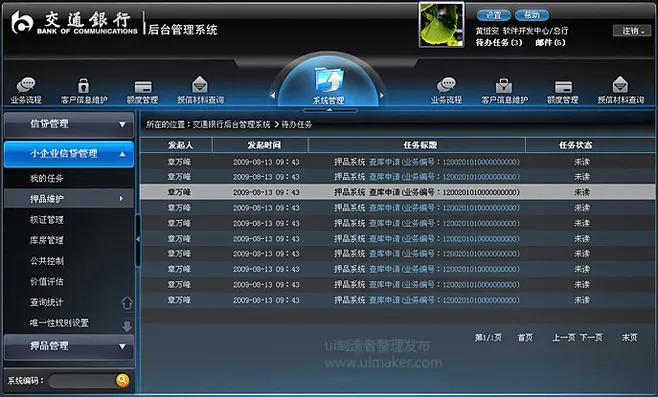 交通銀行 后台管理系统
BANK OF COMMUNICATIONS
设置 帮助
黄恒安 软件开发中心/总行
待办任务(3) 邮件(6)
注销
业务流程 客户信息维护 额度管理 授信材料查询 系统管理 业务流程 客户信息维护 额度管理 授信材料查询
信贷管理
小企业信贷管理
我的任务
押品维护
权证管理
库房管理
公共控制
价值评估
查询统计
唯一性规则设置
押品管理
系统编码：
所在的位置：交通银行后台管理系统 > 待办任务
发起人 发起时间 任务标题 任务状态
章万峰 2009-08-13 09：43 押品系统 查库申请(业务编号：1200201010000000000) 未读
章万峰 2009-08-13 09：43 押品系统 查库申请(业务编号：1200201010000000000) 未读
章万峰 2009-08-13 09：43 押品系统 查库申请(业务编号：1200201010000000000) 未读
章万峰 2009-08-13 09：43 押品系统 查库申请(业务编号：1200201010000000000) 未读
章万峰 2009-08-13 09：43 押品系统 查库申请(业务编号：1200201010000000000) 未读
章万峰 2009-08-13 09：43 押品系统 查库申请(业务编号：1200201010000000000) 未读
章万峰 2009-08-13 09：43 押品系统 查库申请(业务编号：1200201010000000000) 未读
章万峰 2009-08-13 09：43 押品系统 查库申请(业务编号：1200201010000000000) 未读
章万峰 2009-08-13 09：43 押品系统 查库申请(业务编号：1200201010000000000) 未读
章万峰 2009-08-13 09：43 押品系统 查库申请(业务编号：1200201010000000000) 未读
第1/1页 首页 上一页 下一页 末页
ui制造者整理发布
www.uimaker.com